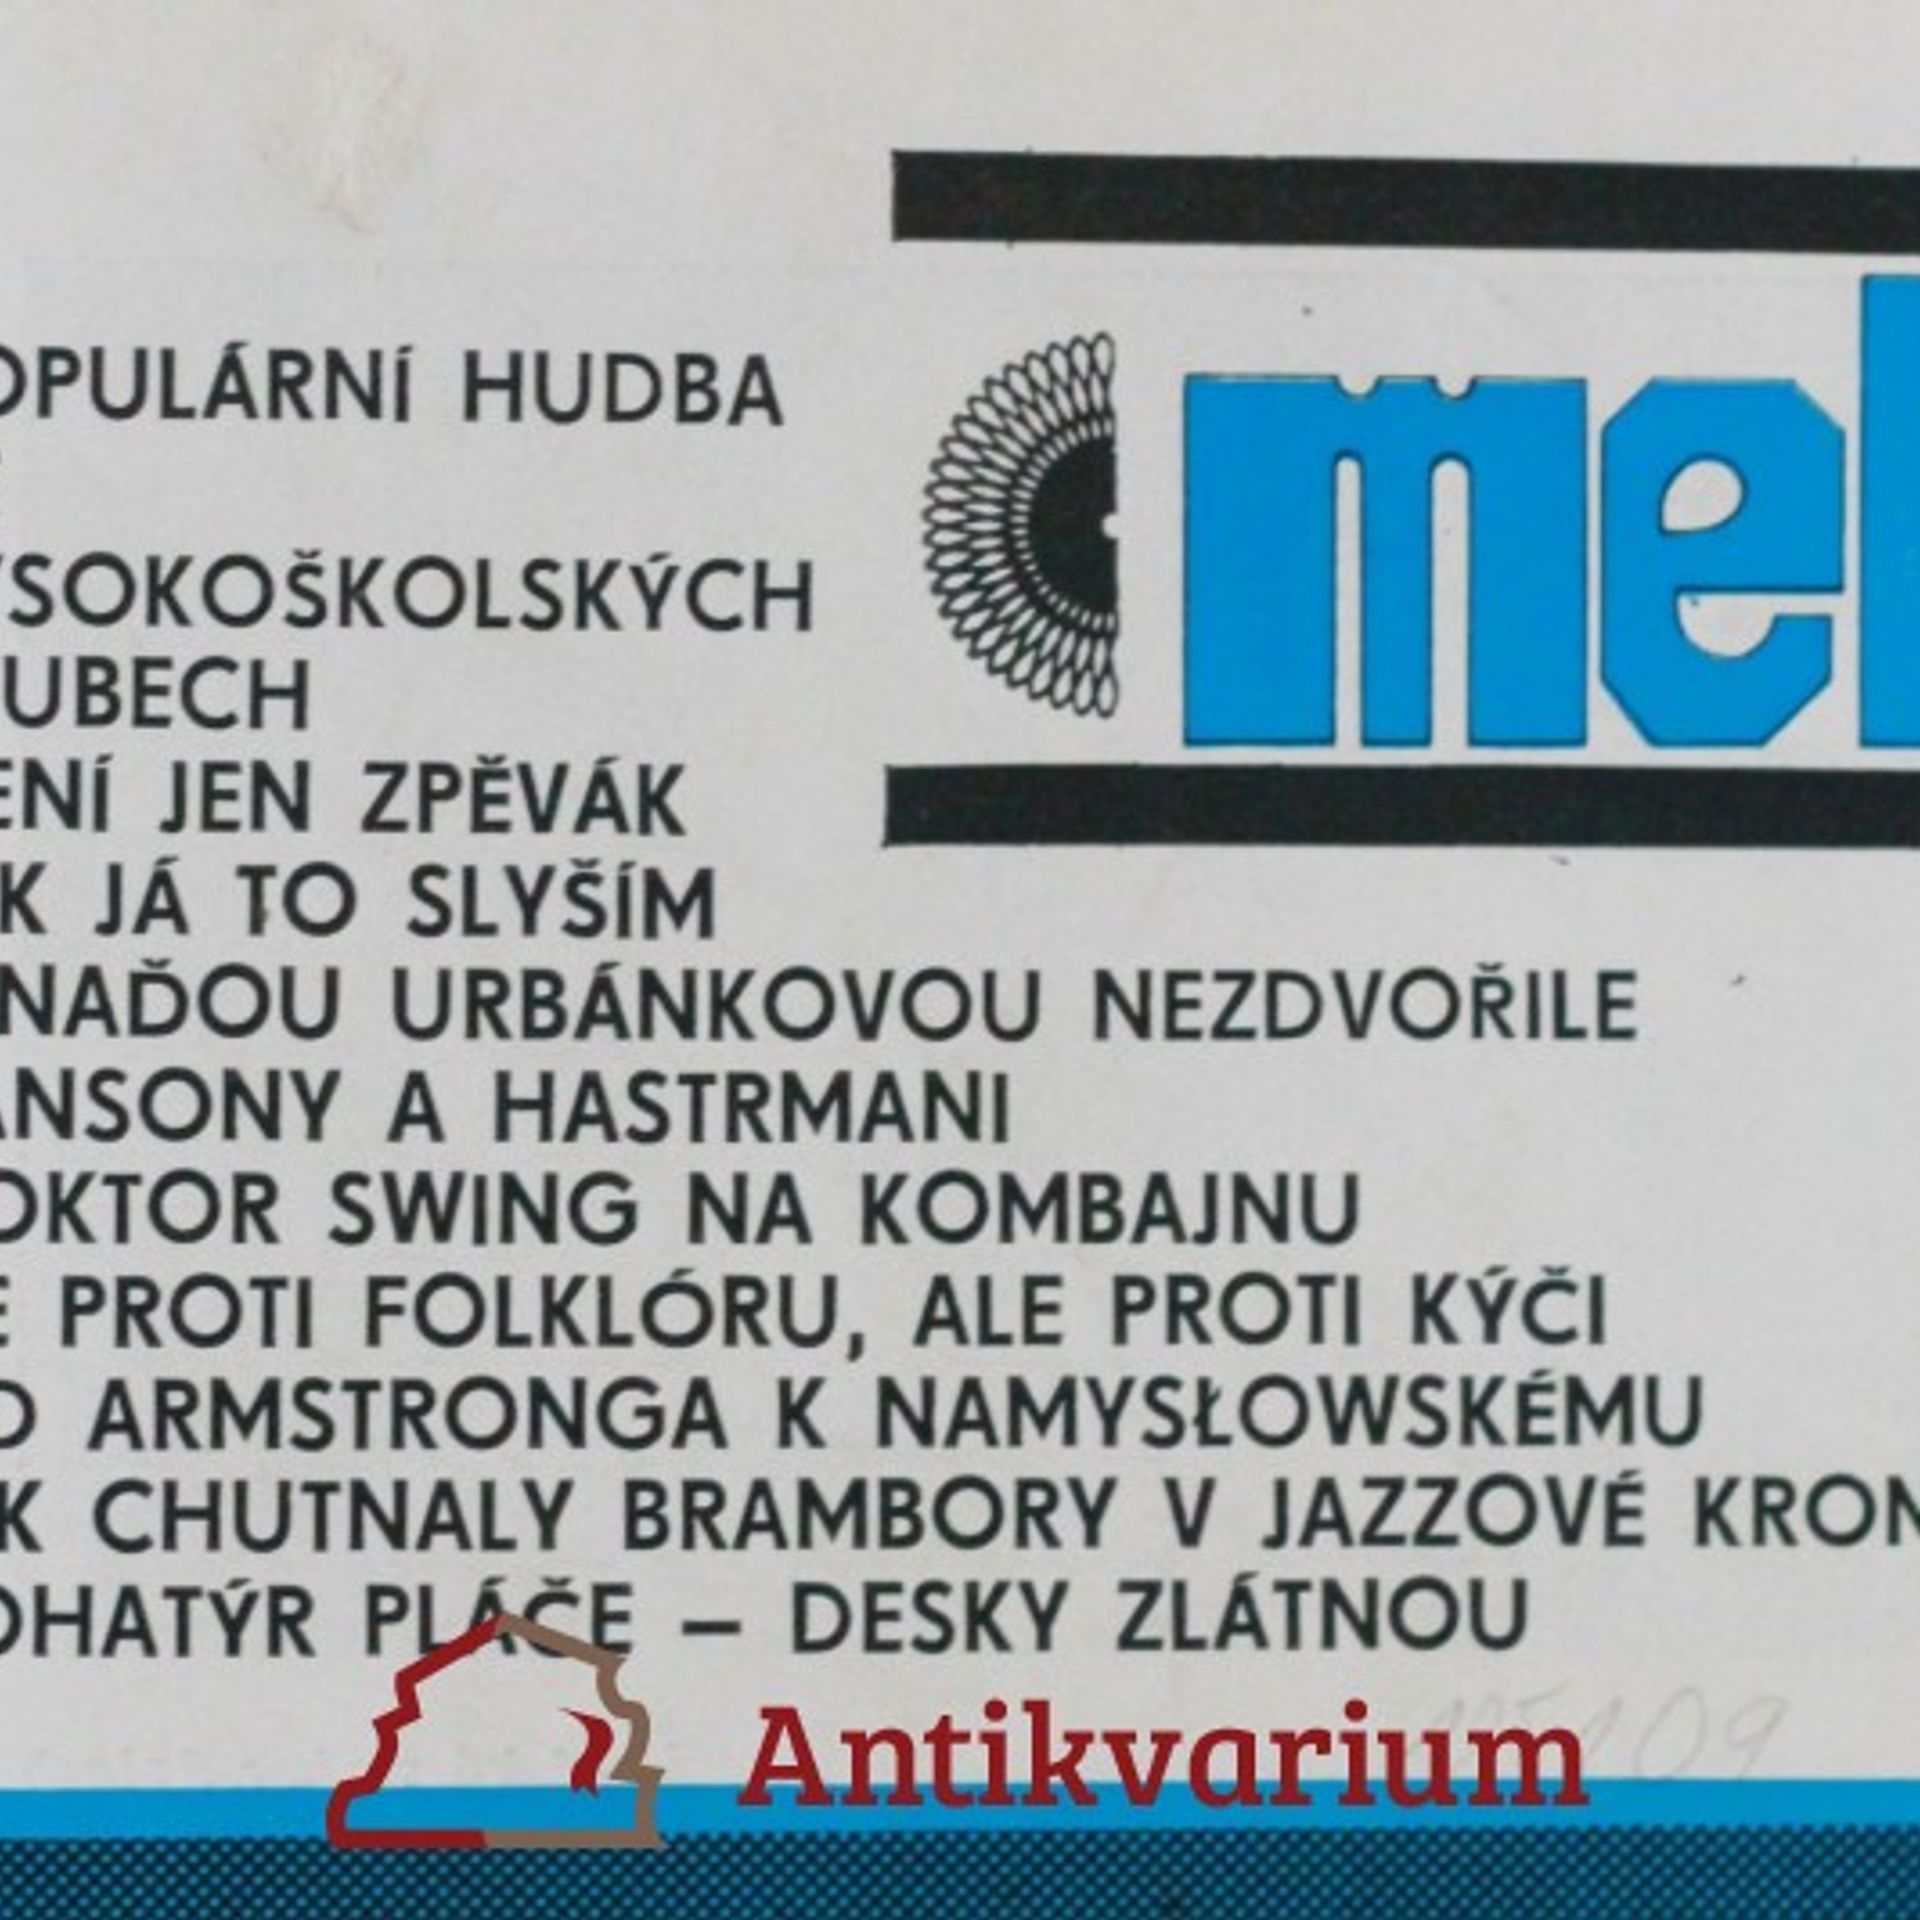 OPULÁRNÍ HUDBA
mel
YSOKOŠKOLSKÝCH
UBECH
ENÍ JEN ZPĚVÁK
K JÁ TO SLYŠÍM
NAĎOU URBÁNKOVOU NEZDVOŘILE
ANSONY A HASTRMANI
OKTOR SWING NA KOMBAJNU
E PROTI FOLKLÓRU, ALE PROTI KÝČI
D ARMSTRONGA K NAMYSŁOWSKÉMU
K CHUTNALY BRAMBORY V JAZZOVÉ KRON
OHATÝR PLÁČE – DESKY ZLÁTNOU
Antikvarium